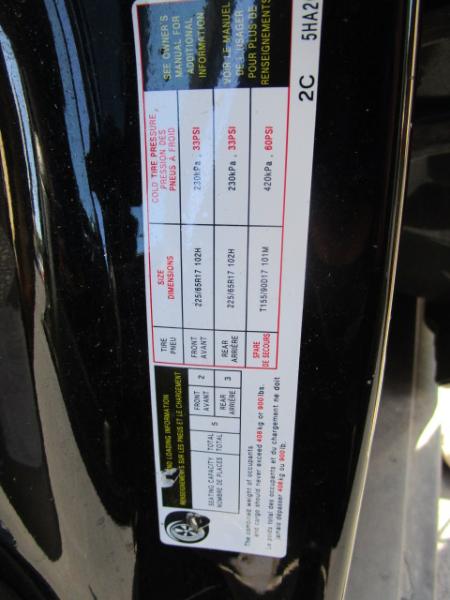 ND LOADING INFORMATION
RENSEIGNEMENTS SUR LES PNEUS ET LE CHARGEMENT
SEATING CAPACITY TOTAL 5 FRONT 2 REAR 3
NOMBRE DE PLACES TOTAL AVANT ARRIÈRE
The combined weight of occupants
and cargo should never exceed 408kg or 900lbs.
Le poids total des occupants et du chargement ne doit
jamais dépasser 408kg ou 900lb.
TIRE SIZE COLD TIRE PRESSURE, SEE OWNER'S
PNEU DIMENSIONS PRESSION DES MANUAL FOR
PNEUS À FROID ADDITIONAL
INFORMATION
FRONT 225/65R17 102H 230kPa, 33PSI
AVANT
REAR 225/65R17 102H 230kPa, 33PSI
ARRIÈRE
SPARE T155/90D17 101M 420kPa, 60PSI
DE SECOURS
VOIR LE MANUEL
DE L'USAGER
POUR PLUS DE
RENSEIGNEMENTS
2C 5HA2